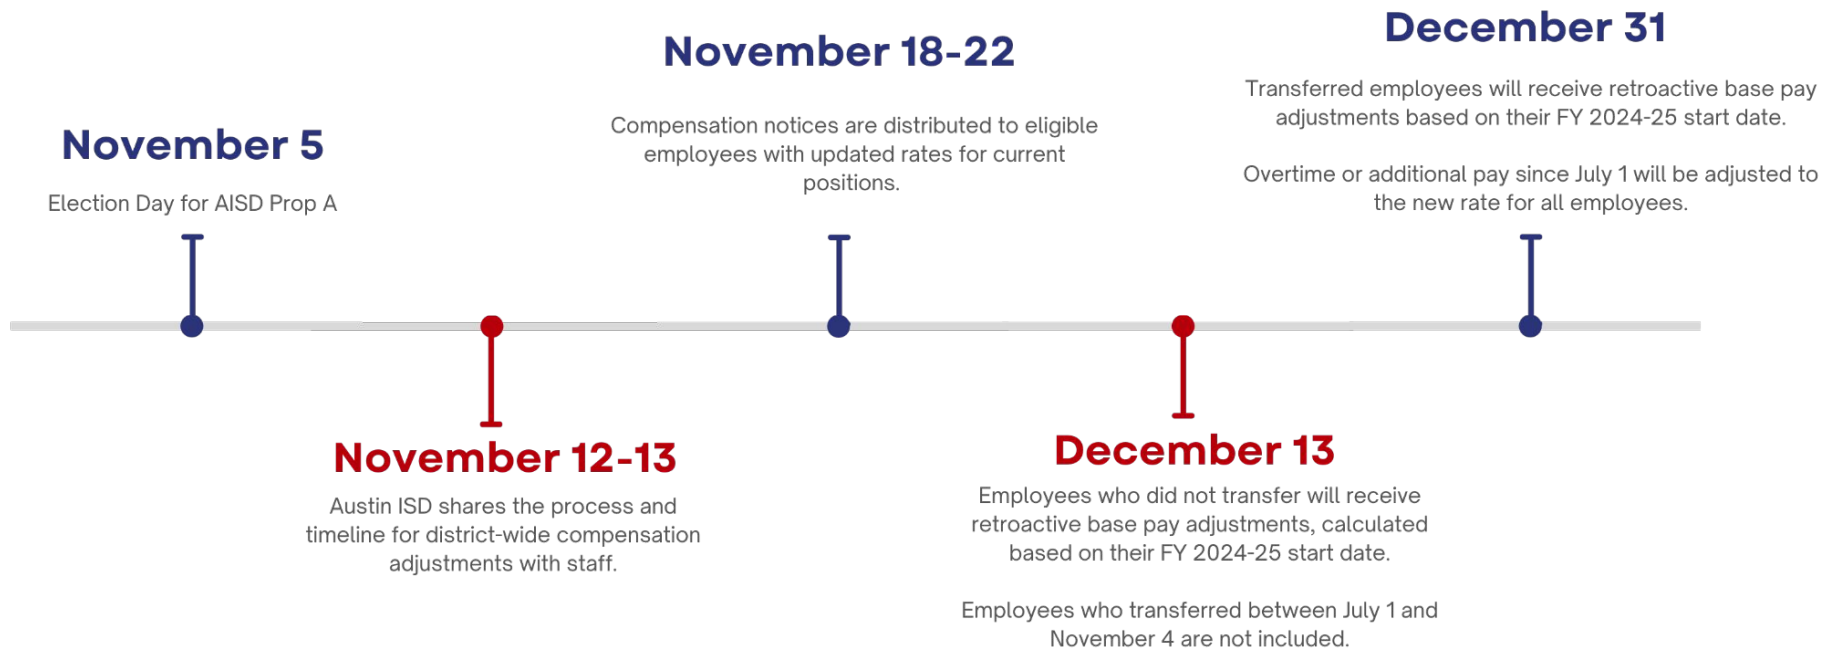 November 5
Election Day for AISD Prop A
November 12-13
Austin ISD shares the process and
timeline for district-wide compensation
adjustments with staff.
November 18-22
Compensation notices are distributed to eligible
employees with updated rates for current
positions.
December 13
Employees who did not transfer will receive
retroactive base pay adjustments, calculated
based on their FY 2024-25 start date.
Employees who transferred between July 1 and
November 4 are not included.
December 31
Transferred employees will receive retroactive base pay
adjustments based on their FY 2024-25 start date.
Overtime or additional pay since July 1 will be adjusted to
the new rate for all employees.